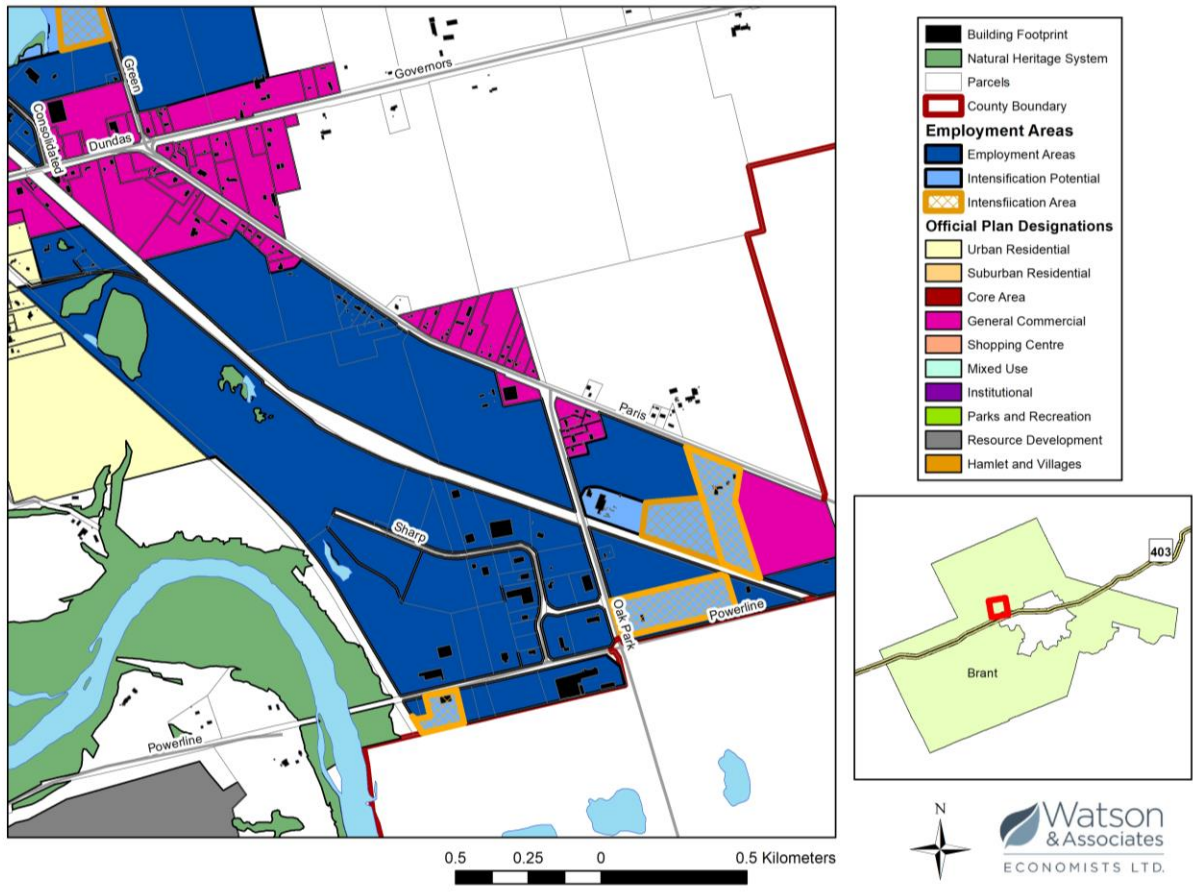 Green
Governors
Consolidated
Dundas
Paris
Sharp
Oak Park
Powerline
Powerline
Building Footprint
Natural Heritage System
Parcels
County Boundary
Employment Areas
Employment Areas
Intensification Potential
Intensfiication Area
Official Plan Designations
Urban Residential
Suburban Residential
Core Area
General Commercial
Shopping Centre
Mixed Use
Institutional
Parks and Recreation
Resource Development
Hamlet and Villages
403
Brant
0.5 0.25 0 0.5 Kilometers
N
Watson
& Associates
ECONOMISTS LTD.